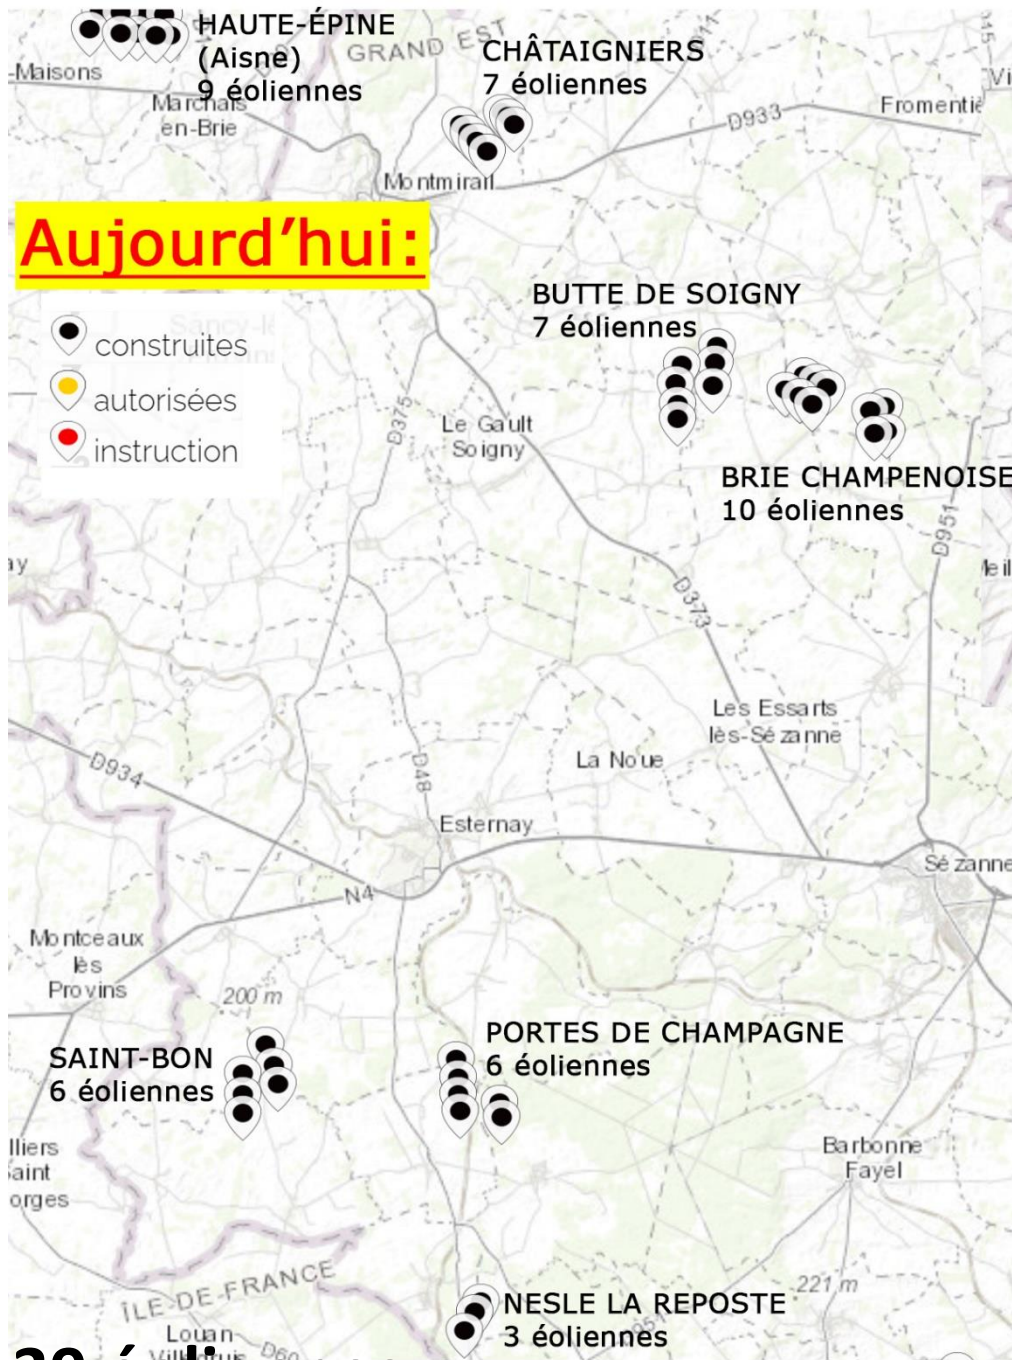 HAUTE-ÉPINE
(Aisne)
9 éoliennes
GRAND EST
CHÂTAIGNIERS
7 éoliennes
-Maisons
Marchais
en-Brie
D933
Montmirail
Aujourd'hui:
construites
autorisées
instruction
BUTTE DE SOIGNY
7 éoliennes
D375
Le Gault
Soigny
BRIE CHAMPENOISE
10 éoliennes
D951
D373
Les Essarts
lès-Sézanne
La Noue
D934
D48
Esternay
Sézanne
N4
Montceaux
lès
Provins
200 m
PORTES DE CHAMPAGNE
6 éoliennes
SAINT-BON
6 éoliennes
Barbonne
Fayel
ÎLE-DE-FRANCE
221 m
NESLE LA REPOSTE
3 éoliennes
Louan-
D60